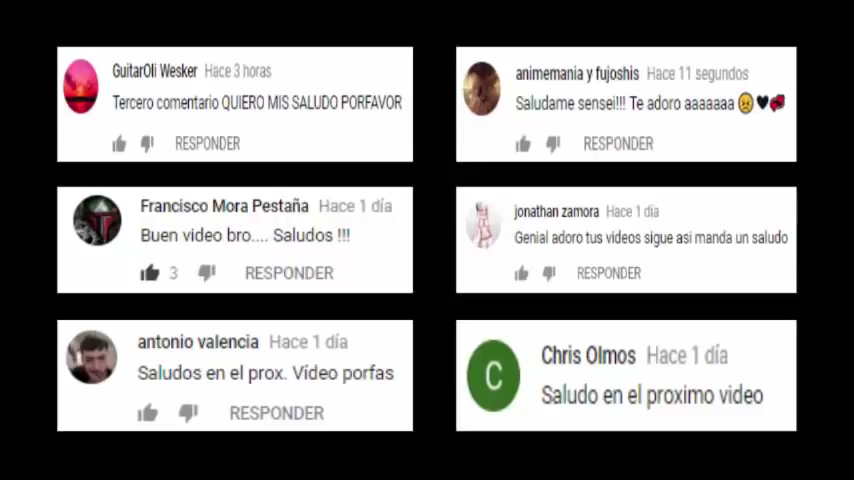 GuitarOli Wesker Hace 3 horas
Tercero comentario QUIERO MIS SALUDO PORFAVOR
RESPONDER
animemania y fujoshis Hace 11 segundos
Saludame sensei!!! Te adoro aaaaaaa 😣🖤💞
RESPONDER
Francisco Mora Pestaña Hace 1 día
Buen video bro.... Saludos !!!
3 RESPONDER
jonathan zamora Hace 1 día
Genial adoro tus videos sigue asi manda un saludo
RESPONDER
antonio valencia Hace 1 día
Saludos en el prox. Vídeo porfas
RESPONDER
C
Chris Olmos Hace 1 día
Saludo en el proximo video